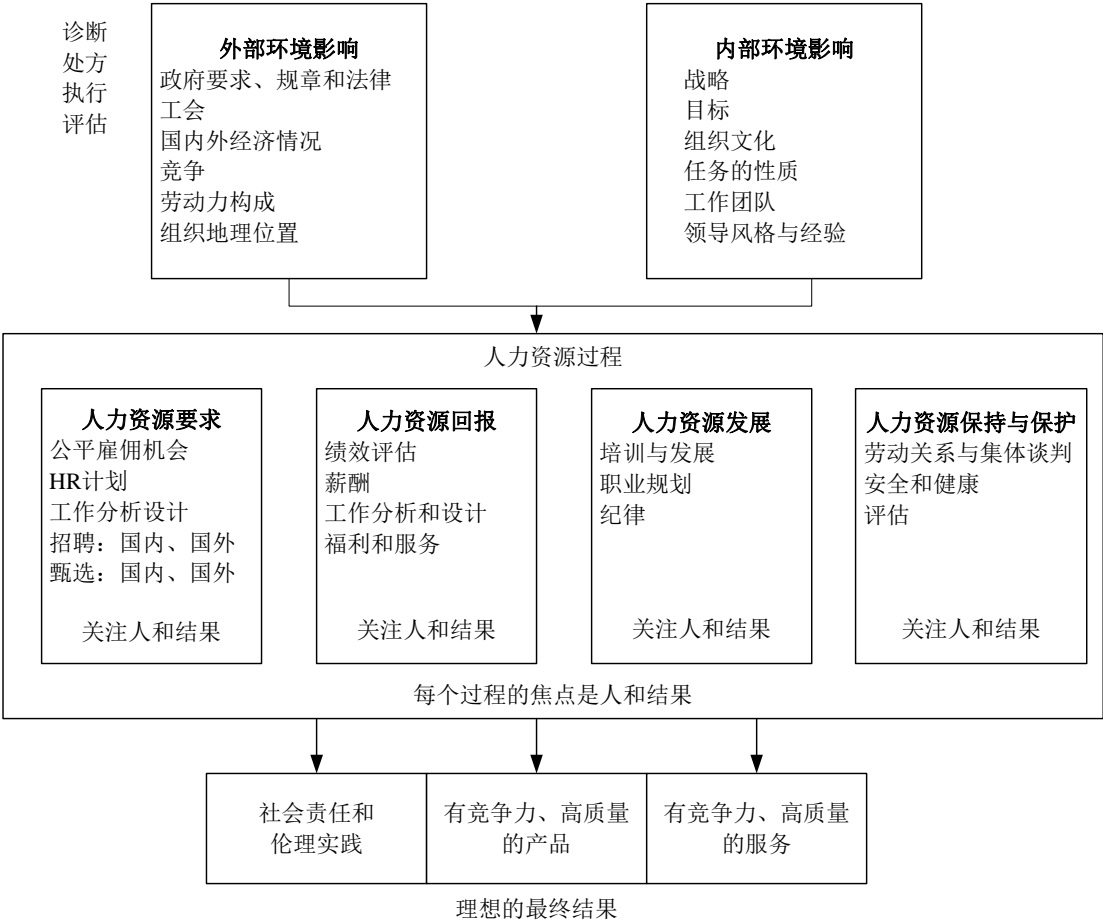 诊断
处方
执行
评估
外部环境影响
政府要求、规章和法律
工会
国内外经济情况
竞争
劳动力构成
组织地理位置
内部环境影响
战略
目标
组织文化
任务的性质
工作团队
领导风格与经验
人力资源过程
人力资源要求
公平雇佣机会
HR计划
工作分析设计
招聘：国内、国外
甄选：国内、国外
关注人和结果
人力资源回报
绩效评估
薪酬
工作分析和设计
福利和服务
关注人和结果
人力资源发展
培训与发展
职业规划
纪律
关注人和结果
人力资源保持与保护
劳动关系与集体谈判
安全和健康
评估
关注人和结果
每个过程的焦点是人和结果
社会责任和
伦理实践
有竞争力、高质量
的产品
有竞争力、高质量
的服务
理想的最终结果